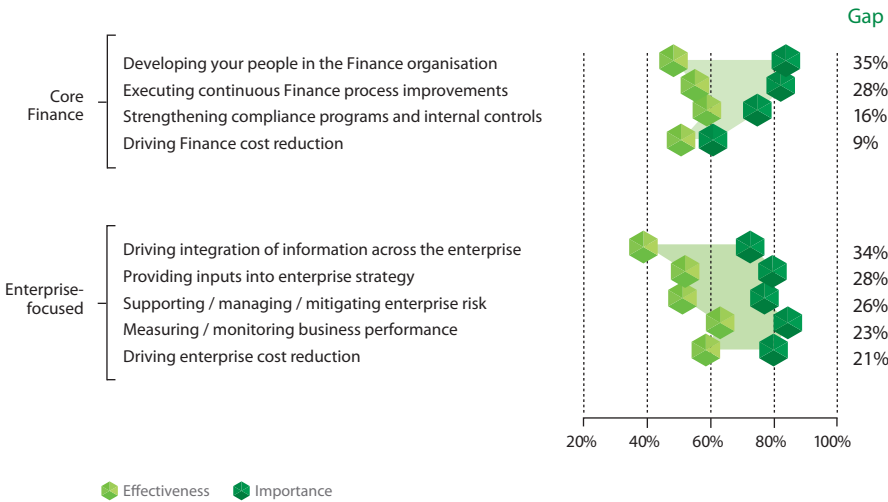 Gap
Core
Finance
Developing your people in the Finance organisation
35%
Executing continuous Finance process improvements
28%
Strengthening compliance programs and internal controls
16%
Driving Finance cost reduction
9%
Enterprise-
focused
Driving integration of information across the enterprise
34%
Providing inputs into enterprise strategy
28%
Supporting / managing / mitigating enterprise risk
26%
Measuring / monitoring business performance
23%
Driving enterprise cost reduction
21%
20% 40% 60% 80% 100%
Effectiveness Importance